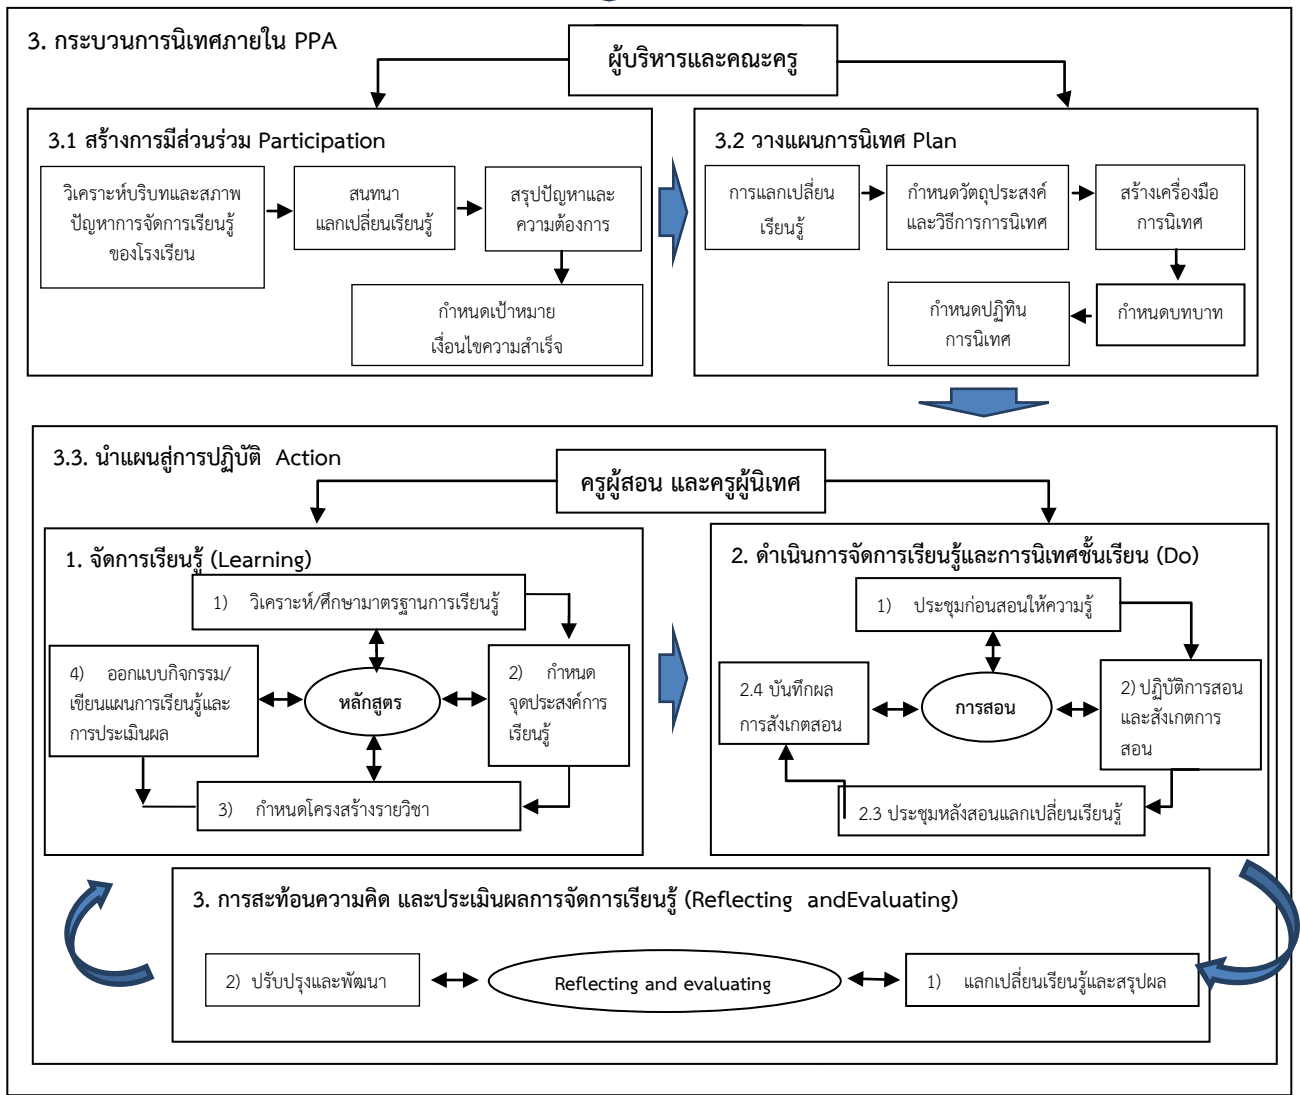 3. กระบวนการนิเทศภายใน PPA
ผู้บริหารและคณะครู
3.1 สร้างการมีส่วนร่วม Participation
วิเคราะห์บริบทและสภาพ
ปัญหาการจัดการเรียนรู้
ของโรงเรียน
สนทนา
แลกเปลี่ยนเรียนรู้
สรุปปัญหาและ
ความต้องการ
กำหนดเป้าหมาย
เงื่อนไขความสำเร็จ
3.2 วางแผนการนิเทศ Plan
การแลกเปลี่ยน
เรียนรู้
กำหนดวัตถุประสงค์
และวิธีการการนิเทศ
สร้างเครื่องมือ
การนิเทศ
กำหนดบทบาท
กำหนดปฏิทิน
การนิเทศ
3.3. นำแผนสู่การปฏิบัติ Action
ครูผู้สอน และครูผู้นิเทศ
1. จัดการเรียนรู้ (Learning)
1) วิเคราะห์/ศึกษามาตรฐานการเรียนรู้
2) กำหนด
จุดประสงค์การ
เรียนรู้
3) กำหนดโครงสร้างรายวิชา
4) ออกแบบกิจกรรม/
เขียนแผนการเรียนรู้และ
การประเมินผล
หลักสูตร
2. ดำเนินการจัดการเรียนรู้และการนิเทศชั้นเรียน (Do)
1) ประชุมก่อนสอนให้ความรู้
2) ปฏิบัติการสอน
และสังเกตการ
สอน
2.3 ประชุมหลังสอนแลกเปลี่ยนเรียนรู้
2.4 บันทึกผล
การสังเกตสอน
การสอน
3. การสะท้อนความคิด และประเมินผลการจัดการเรียนรู้ (Reflecting andEvaluating)
2) ปรับปรุงและพัฒนา
Reflecting and evaluating
1) แลกเปลี่ยนเรียนรู้และสรุปผล